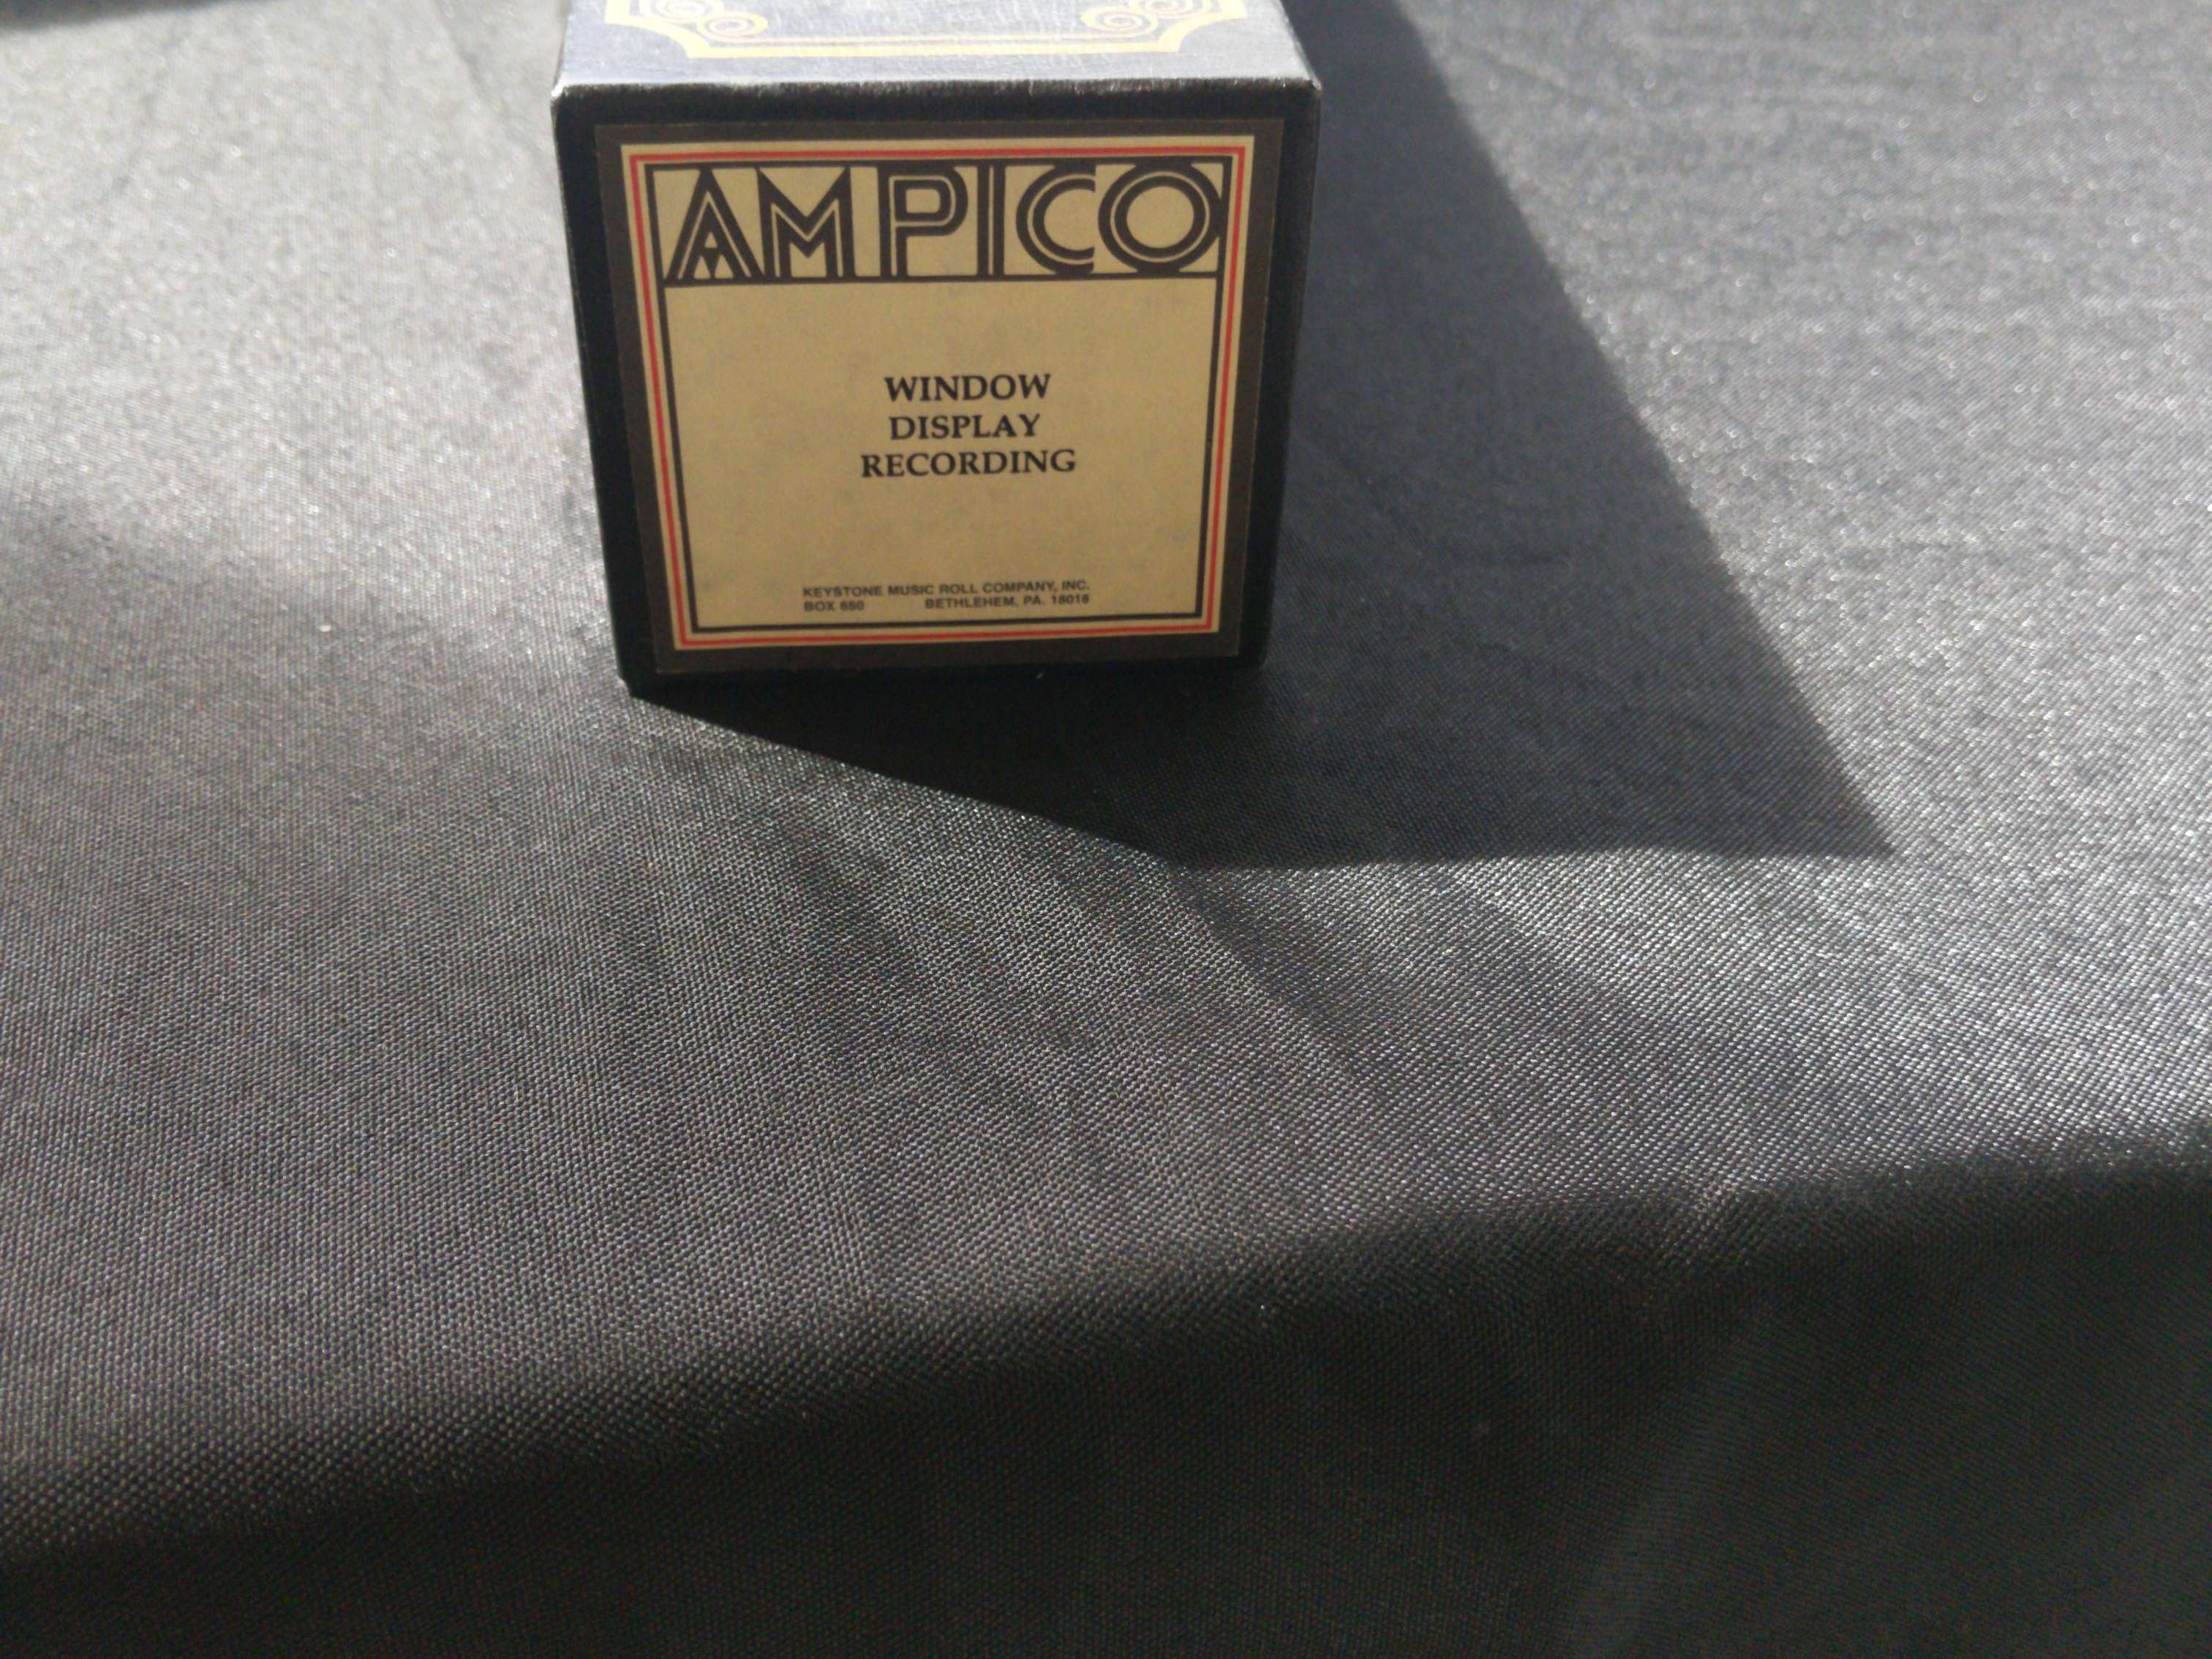 AMPICO
WINDOW
DISPLAY
RECORDING
KEYSTONE MUSIC ROLL COMPANY, INC.
BOX 650 BETHLEHEM, PA. 18016